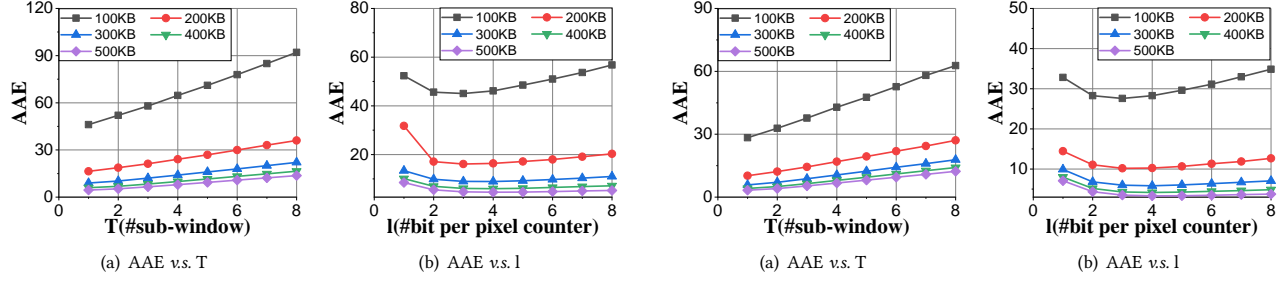 100KB 200KB
300KB 400KB
500KB
AAE
120
90
60
30
0
0 2 4 6 8
T(#sub-window)
(a) AAE v.s. T
100KB 200KB
300KB 400KB
500KB
AAE
80
60
40
20
0 2 4 6 8
l(#bit per pixel counter)
(b) AAE v.s. l
100KB 200KB
300KB 400KB
500KB
AAE
90
60
30
0
0 2 4 6 8
T(#sub-window)
(a) AAE v.s. T
100KB 200KB
300KB 400KB
500KB
AAE
50
40
30
20
10
0 2 4 6 8
l(#bit per pixel counter)
(b) AAE v.s. l